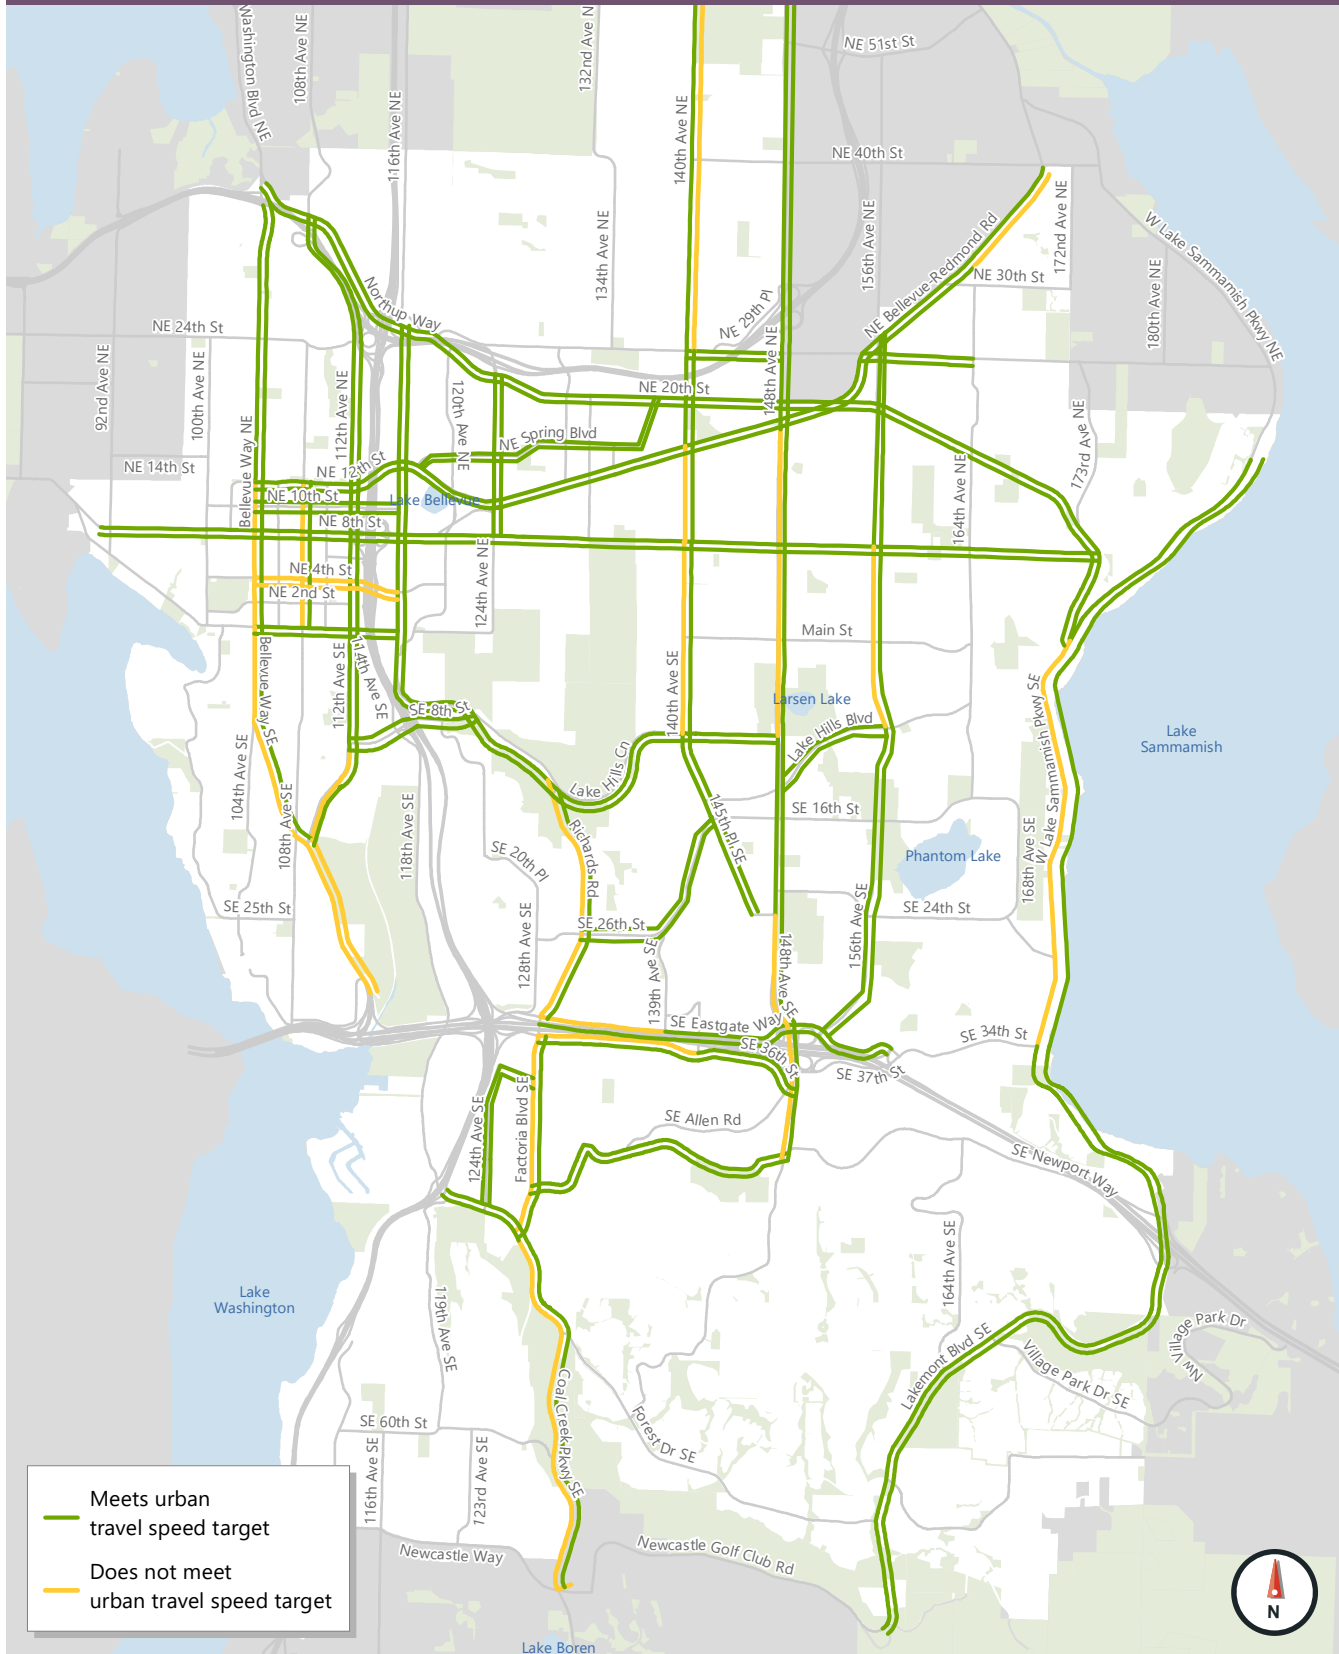 Washington Blvd NE
108th Ave NE
132nd Ave N
NE 51st St
116th Ave NE
140th Ave NE
NE 40th St
134th Ave NE
156th Ave NE
NE Bellevue-Redmond Rd
172nd Ave NE
W Lake Sammamish Pkwy NE
Northup Way
NE 30th St
180th Ave NE
NE 29th Pl
NE 24th St
92nd Ave NE
100th Ave NE
112th Ave NE
120th Ave NE
148th Ave NE
NE 20th St
173rd Ave NE
Bellevue Way NE
NE Spring Blvd
NE 14th St
NE 12th St
164th Ave NE
NE 10th St
Lake Bellevue
NE 8th St
124th Ave NE
NE 4th St
NE 2nd St
Main St
Bellevue Way SE
112th Ave SE
114th Ave SE
140th Ave SE
Larsen Lake
W Lake Sammamish Pkwy SE
SE 8th St
Lake Hills Blvd
Lake
Sammamish
104th Ave SE
Lake Hills Cn
108th Ave SE
118th Ave SE
145th Pl SE
SE 16th St
Richards Rd
SE 20th Pl
Phantom Lake
168th Ave SE
SE 25th St
128th Ave SE
SE 26th St
139th Ave SE
148th Ave SE
156th Ave SE
SE 24th St
SE Eastgate Way
SE 34th St
SE 36th St
SE 37th St
124th Ave SE
Factoria Blvd SE
SE Allen Rd
SE Newport Way
164th Ave SE
Lake
Washington
119th Ave SE
Lakemont Blvd SE
Village Park Dr SE
NW Village Park Dr
Coal Creek Pkwy SE
Forest Dr SE
SE 60th St
116th Ave SE
123rd Ave SE
Newcastle Way
Newcastle Golf Club Rd
Lake Boren
Meets urban
travel speed target
Does not meet
urban travel speed target
N